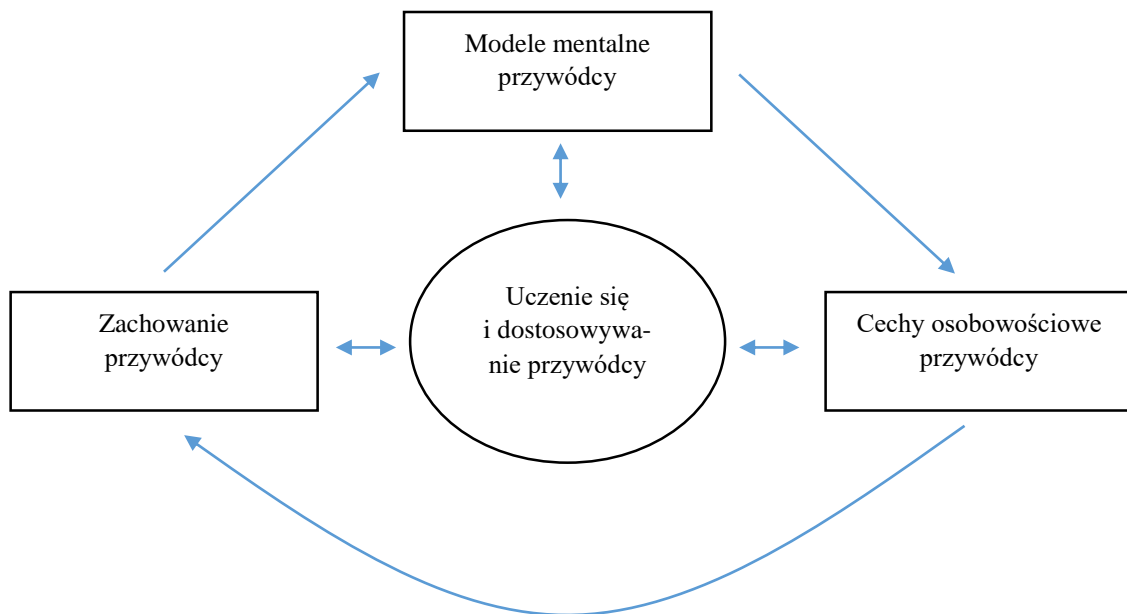 Modele mentalne
przywódcy
Zachowanie
przywódcy
Uczenie się
i dostosowywa-
nie przywódcy
Cechy osobowościowe
przywódcy